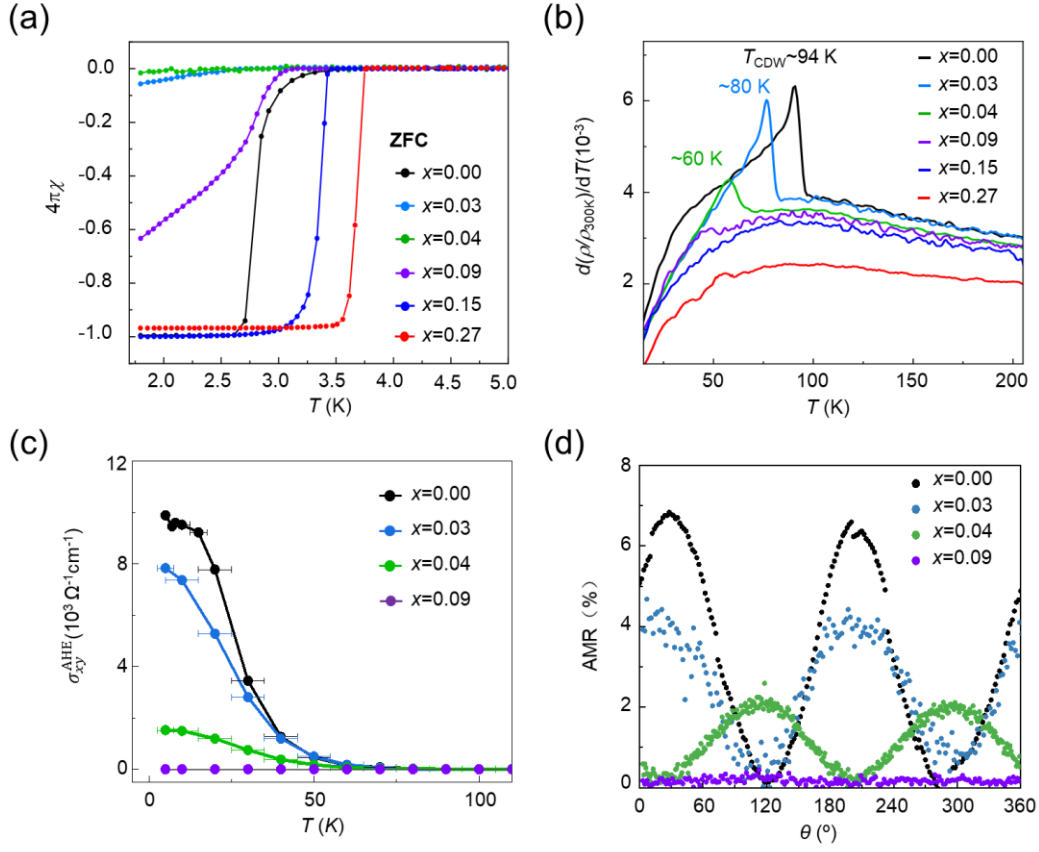 (a)
0.0
-0.2
-0.4
-0.6
-0.8
-1.0
4πχ
ZFC
x=0.00
x=0.03
x=0.04
x=0.09
x=0.15
x=0.27
2.0 2.5 3.0 3.5 4.0 4.5 5.0
T (K)
(b)
6
4
2
d(ρ/ρ300K)/dT(10-3)
TCDW~94 K
~80 K
~60 K
x=0.00
x=0.03
x=0.04
x=0.09
x=0.15
x=0.27
50 100 150 200
T (K)
(c)
12
8
4
0
σxyAHE(103 Ω-1cm-1)
x=0.00
x=0.03
x=0.04
x=0.09
0 50 100
T (K)
(d)
8
6
4
2
0
AMR (%)
x=0.00
x=0.03
x=0.04
x=0.09
0 60 120 180 240 300 360
θ (º)